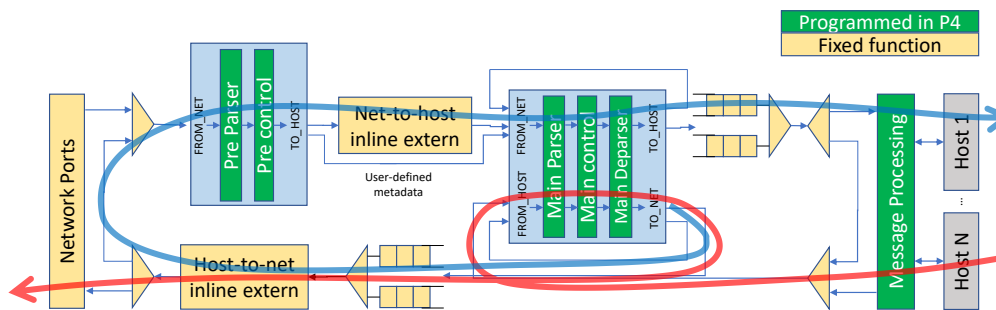 Programmed in P4
Fixed function
Network Ports
FROM_NET
Pre Parser
Pre control
TO_HOST
Net-to-host
inline extern
User-defined
metadata
FROM_NET
FROM_HOST
Main Parser
Main control
Main Deparser
TO_HOST
TO_NET
Message Processing
Host 1
...
Host N
Host-to-net
inline extern